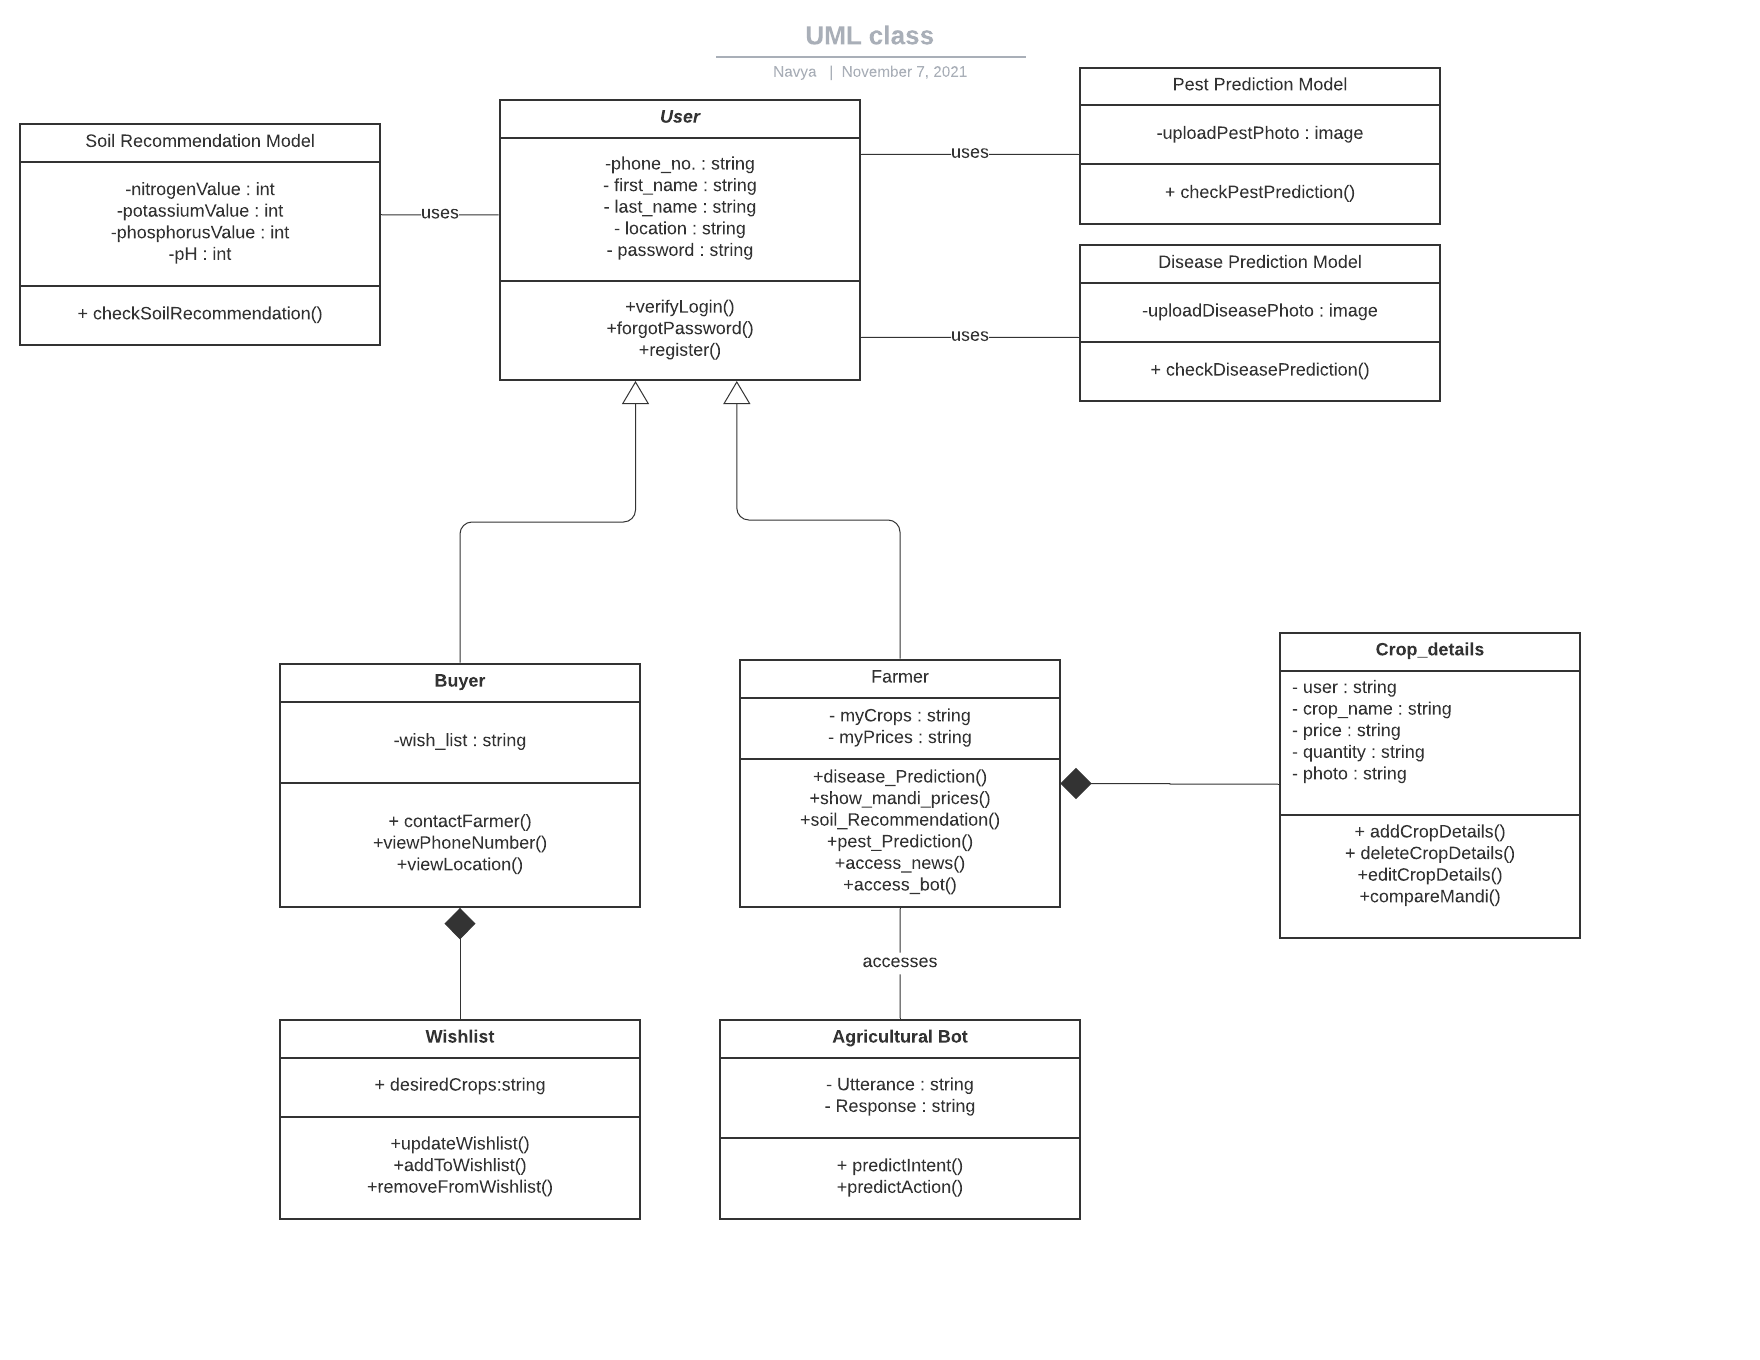 UML class
Navya | November 7, 2021
Soil Recommendation Model
-nitrogenValue : int
-potassiumValue : int
-phosphorusValue : int
-pH : int
+ checkSoilRecommendation()
uses
User
-phone_no. : string
- first_name : string
- last_name : string
- location : string
- password : string
+verifyLogin()
+forgotPassword()
+register()
uses
Pest Prediction Model
-uploadPestPhoto : image
+ checkPestPrediction()
uses
Disease Prediction Model
-uploadDiseasePhoto : image
+ checkDiseasePrediction()
Buyer
-wish_list : string
+ contactFarmer()
+viewPhoneNumber()
+viewLocation()
Farmer
- myCrops : string
- myPrices : string
+disease_Prediction()
+show_mandi_prices()
+soil_Recommendation()
+pest_Prediction()
+access_news()
+access_bot()
Crop_details
- user : string
- crop_name : string
- price : string
- quantity : string
- photo : string
+ addCropDetails()
+ deleteCropDetails()
+editCropDetails()
+compareMandi()
accesses
Wishlist
+ desiredCrops:string
+updateWishlist()
+addToWishlist()
+removeFromWishlist()
Agricultural Bot
- Utterance : string
- Response : string
+ predictIntent()
+predictAction()